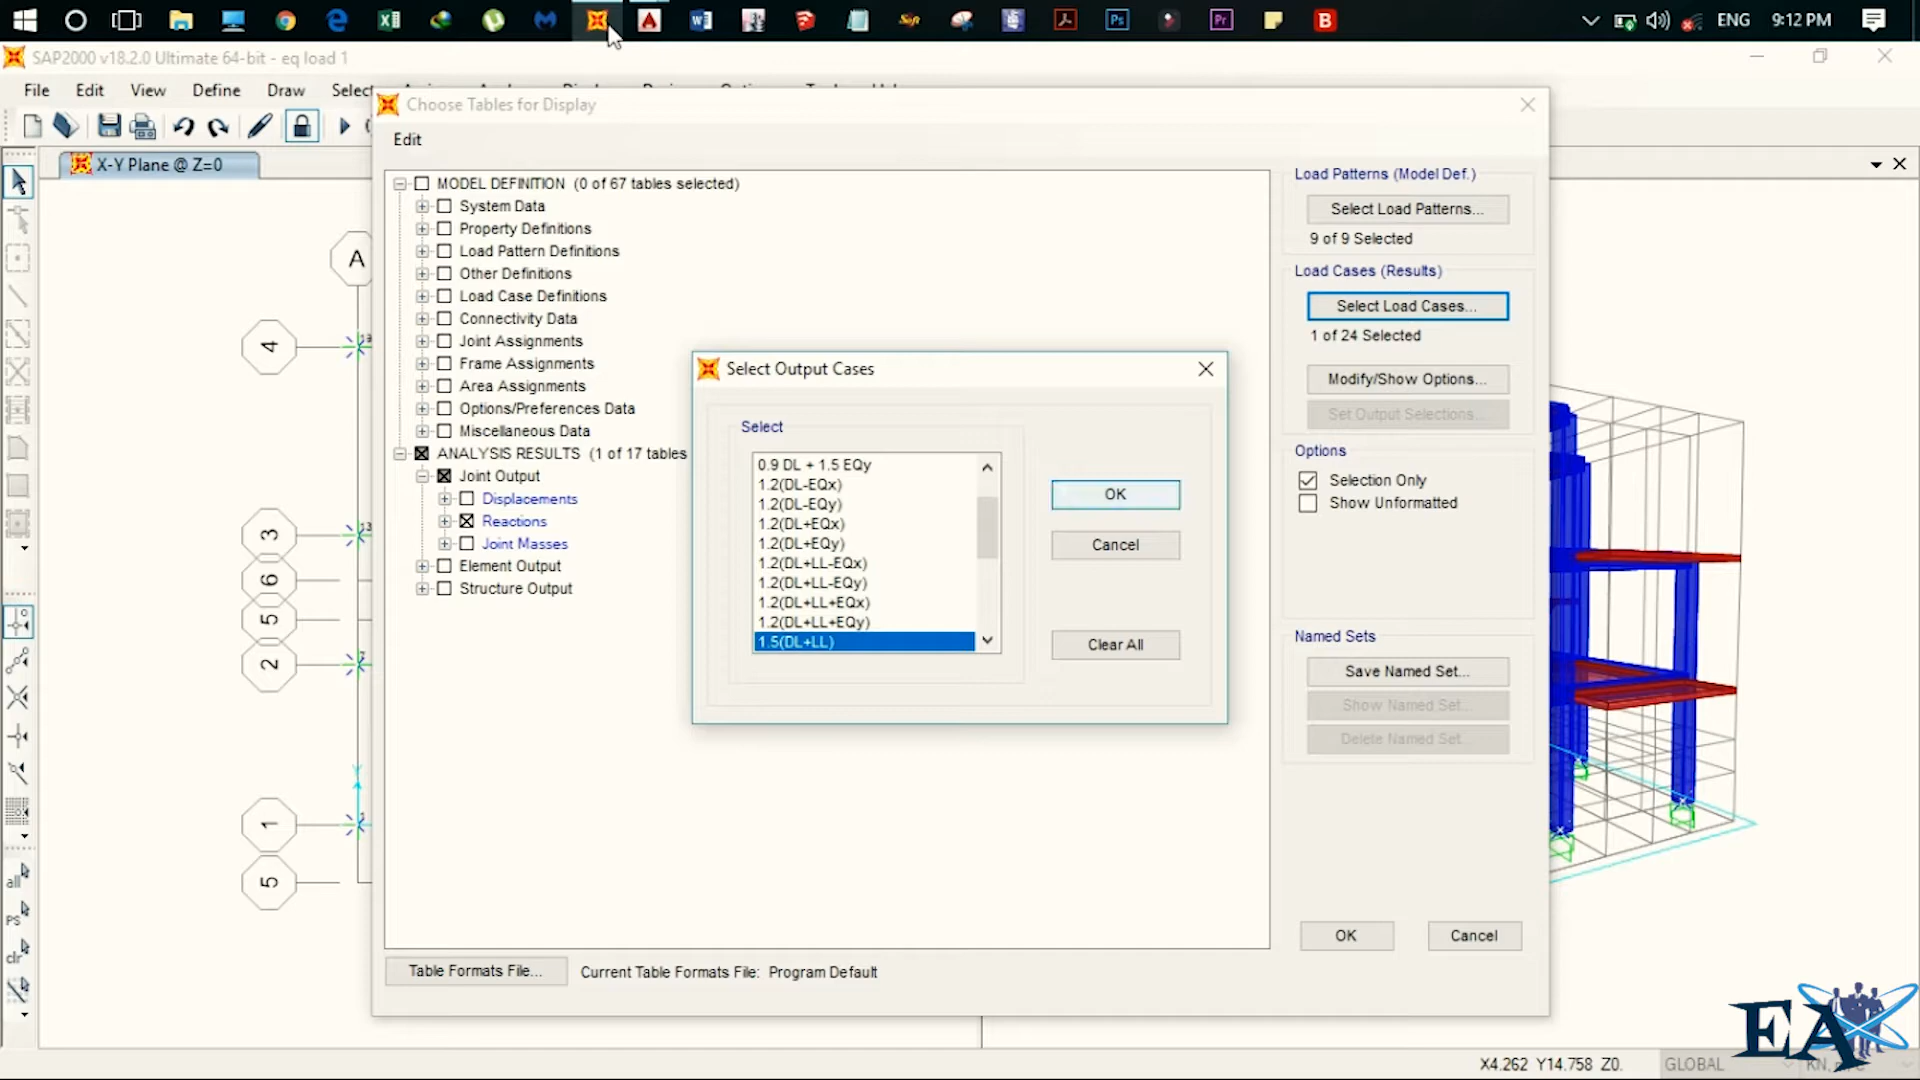 ENG
9:12 PM
SAP2000 v18.2.0 Ultimate 64-bit - eq load 1
File
Edit
View
Define
Draw
Select
X-Y Plane @ Z=0
A
4
3
6
5
2
1
5
all
PS
clr
Choose Tables for Display
Edit
MODEL DEFINITION (0 of 67 tables selected)
System Data
Property Definitions
Load Pattern Definitions
Other Definitions
Load Case Definitions
Connectivity Data
Joint Assignments
Frame Assignments
Area Assignments
Options/Preferences Data
Miscellaneous Data
ANALYSIS RESULTS (1 of 17 tables
Joint Output
Displacements
Reactions
Joint Masses
Element Output
Structure Output
Select Output Cases
Select
0.9 DL + 1.5 EQy
1.2(DL-EQx)
1.2(DL-EQy)
1.2(DL+EQx)
1.2(DL+EQy)
1.2(DL+LL-EQx)
1.2(DL+LL-EQy)
1.2(DL+LL+EQx)
1.2(DL+LL+EQy)
1.5(DL+LL)
OK
Cancel
Clear All
Load Patterns (Model Def.)
Select Load Patterns...
9 of 9 Selected
Load Cases (Results)
Select Load Cases...
1 of 24 Selected
Modify/Show Options...
Set Output Selections...
Options
Selection Only
Show Unformatted
Named Sets
Save Named Set...
Show Named Set...
Delete Named Set...
OK
Cancel
Table Formats File...
Current Table Formats File: Program Default
X4.262 Y14.758 Z0.
GLOBAL
EA